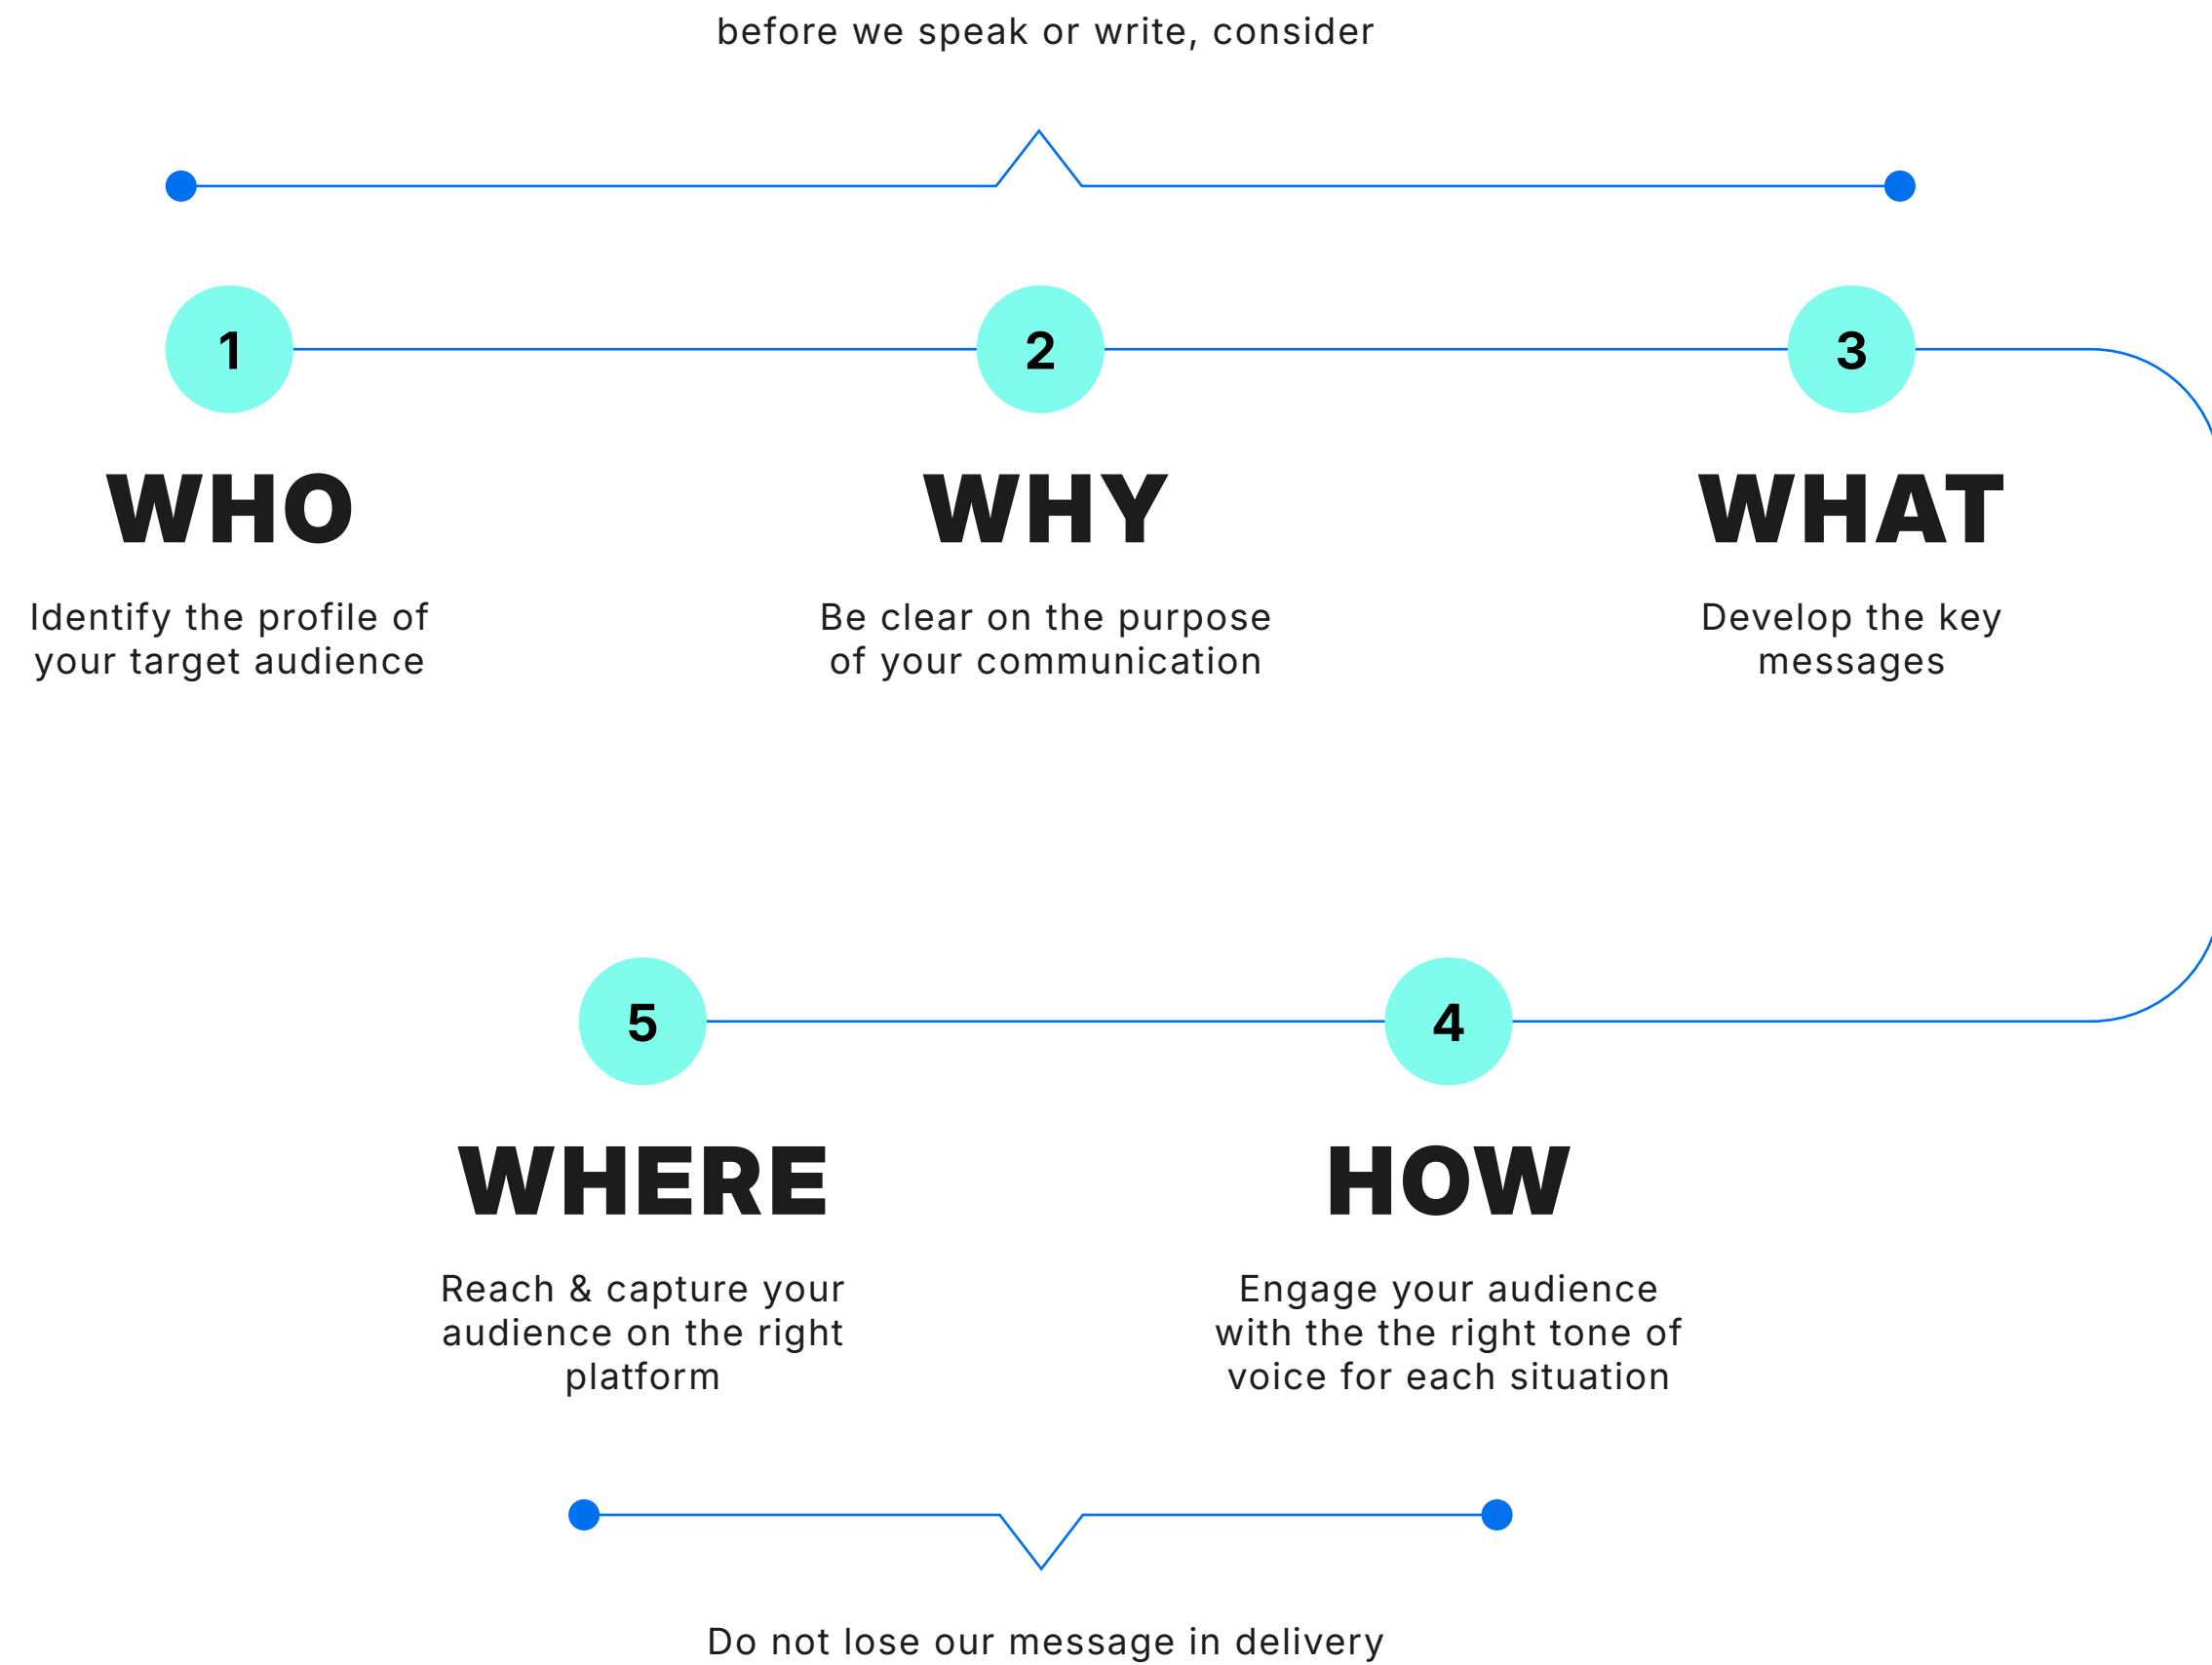 before we speak or write, consider
1
2
3
WHO
WHY
WHAT
Identify the profile of
your target audience
Be clear on the purpose
of your communication
Develop the key
messages
5
4
WHERE
HOW
Reach & capture your
audience on the right
platform
Engage your audience
with the the right tone of
voice for each situation
Do not lose our message in delivery